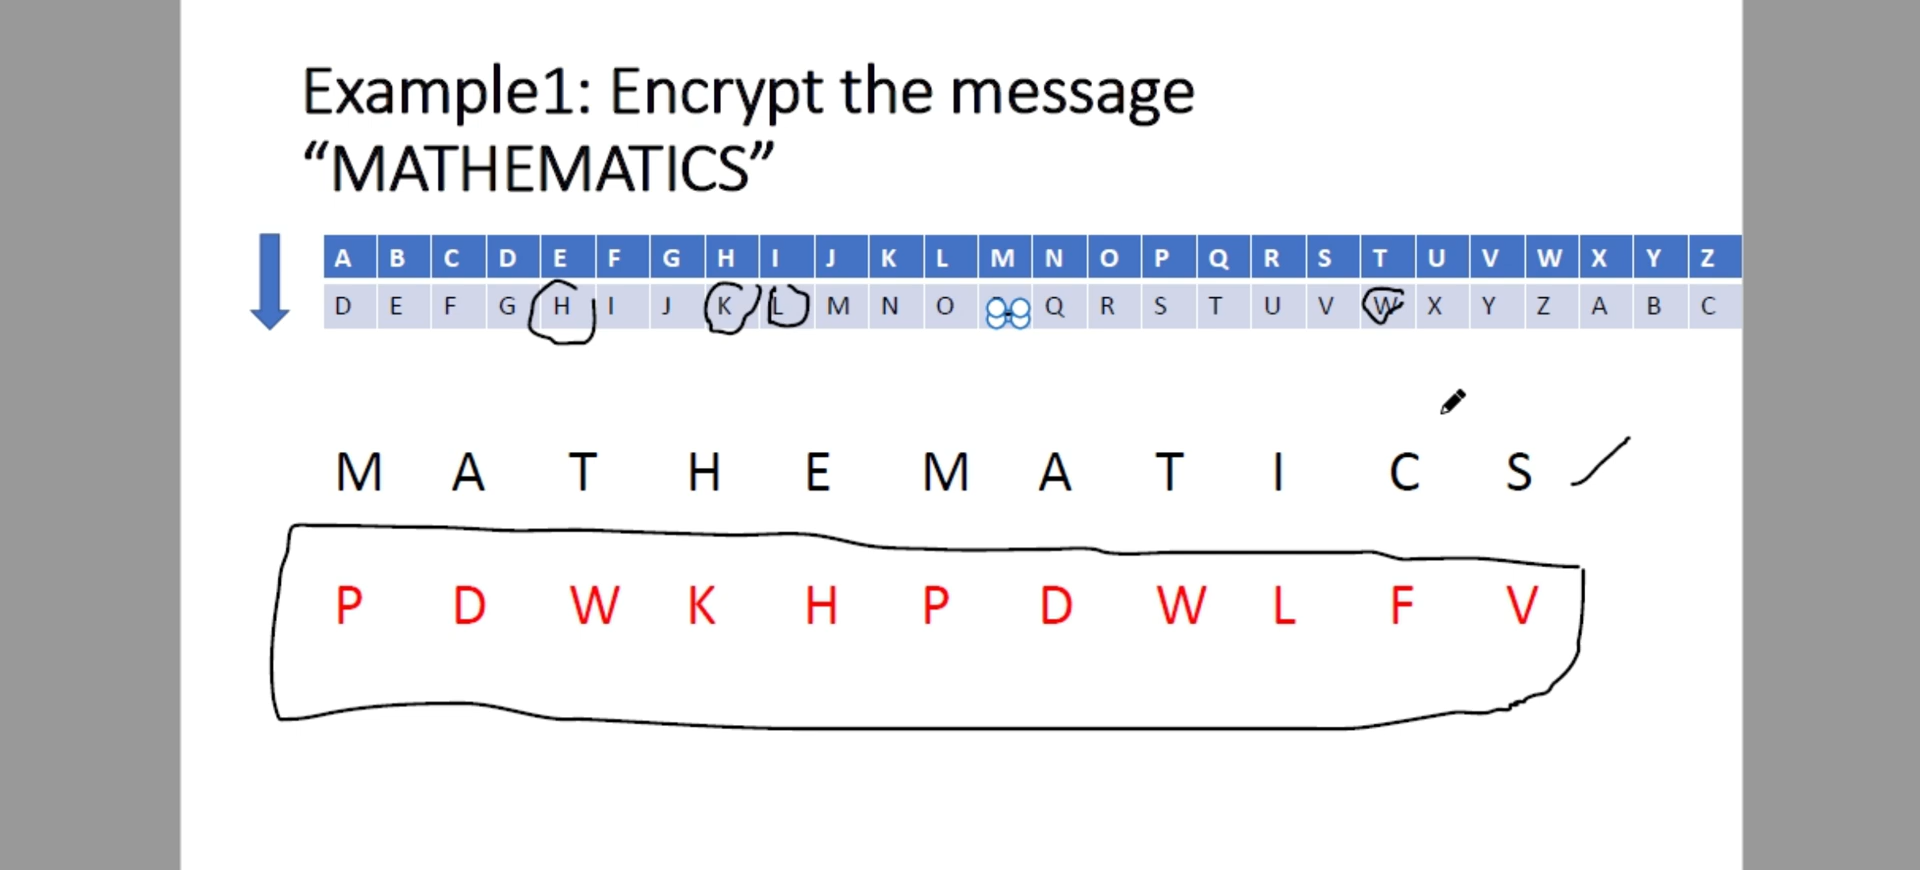 Example1: Encrypt the message
“MATHEMATICS”
A B C D E F G H I J K L M N O P Q R S T U V W X Y Z
D E F G H I J K L M N O Q R S T U V W X Y Z A B C
M A T H E M A T I C S
P D W K H P D W L F V